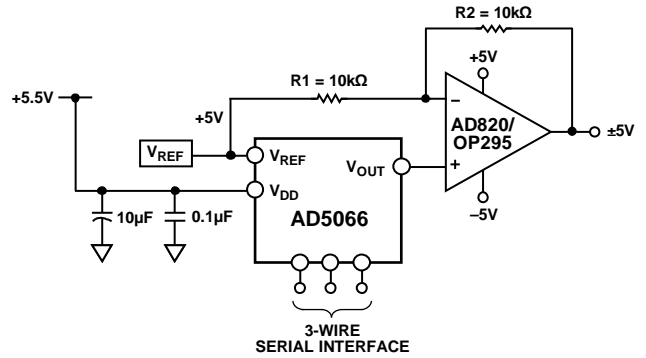 R2 = 10kΩ
+5V
R1 = 10kΩ
+5.5V
+5V
–
AD820/
OP295
+
±5V
–5V
VREF
VREF
VOUT
VDD
AD5066
10µF
0.1µF
3-WIRE
SERIAL INTERFACE